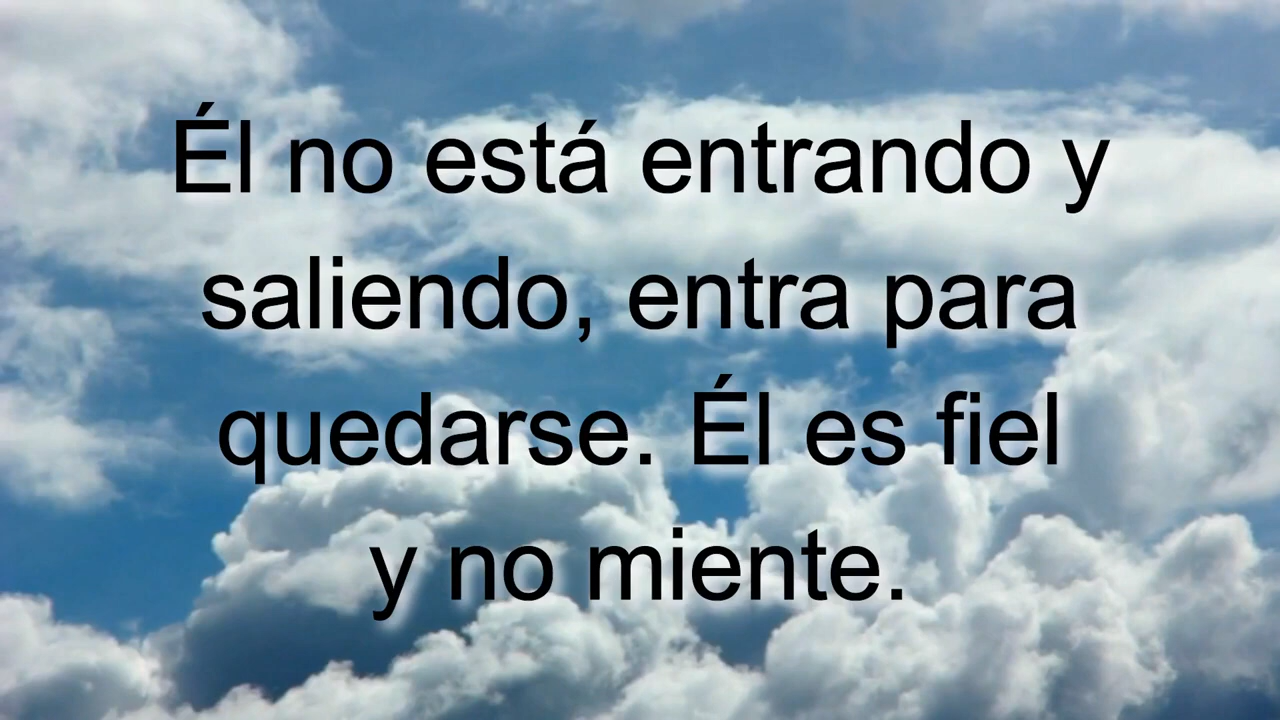 Él no está entrando y
saliendo, entra para
quedarse. Él es fiel
y no miente.